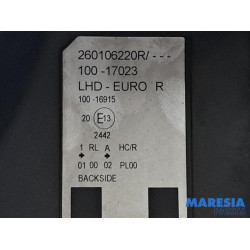 260106220R/---
100 -17023
LHD - EURO R
100 -16915
20 E13
2442
1 RL A HC/R
01 00 02 PL00
BACKSIDE
MARESIA
PARTS